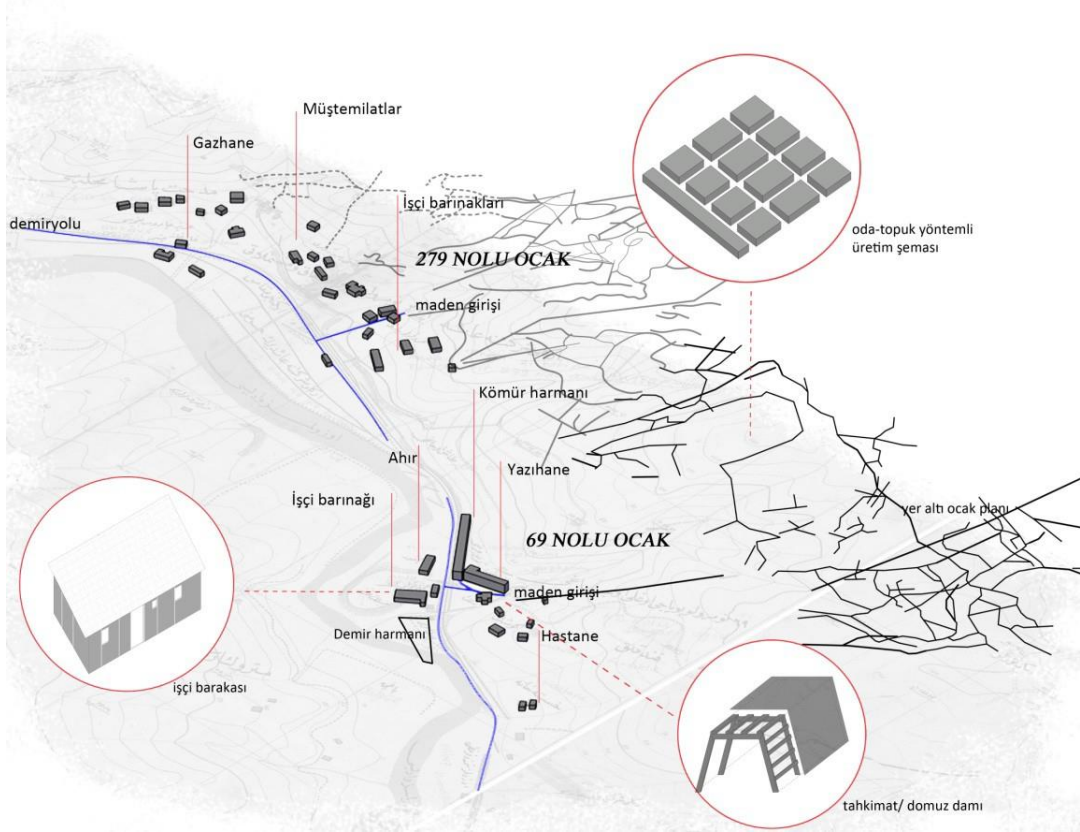 Müştemilatlar
Gazhane
İşçi barınakları
demiryolu
oda-topuk yöntemli
üretim şeması
279 NOLU OCAK
maden girişi
Kömür harmanı
Ahır
Yazıhane
İşçi barınağı
yer altı ocak planı
69 NOLU OCAK
maden girişi
Demir harmanı
Hastane
işçi barakası
tahkimat/ domuz damı